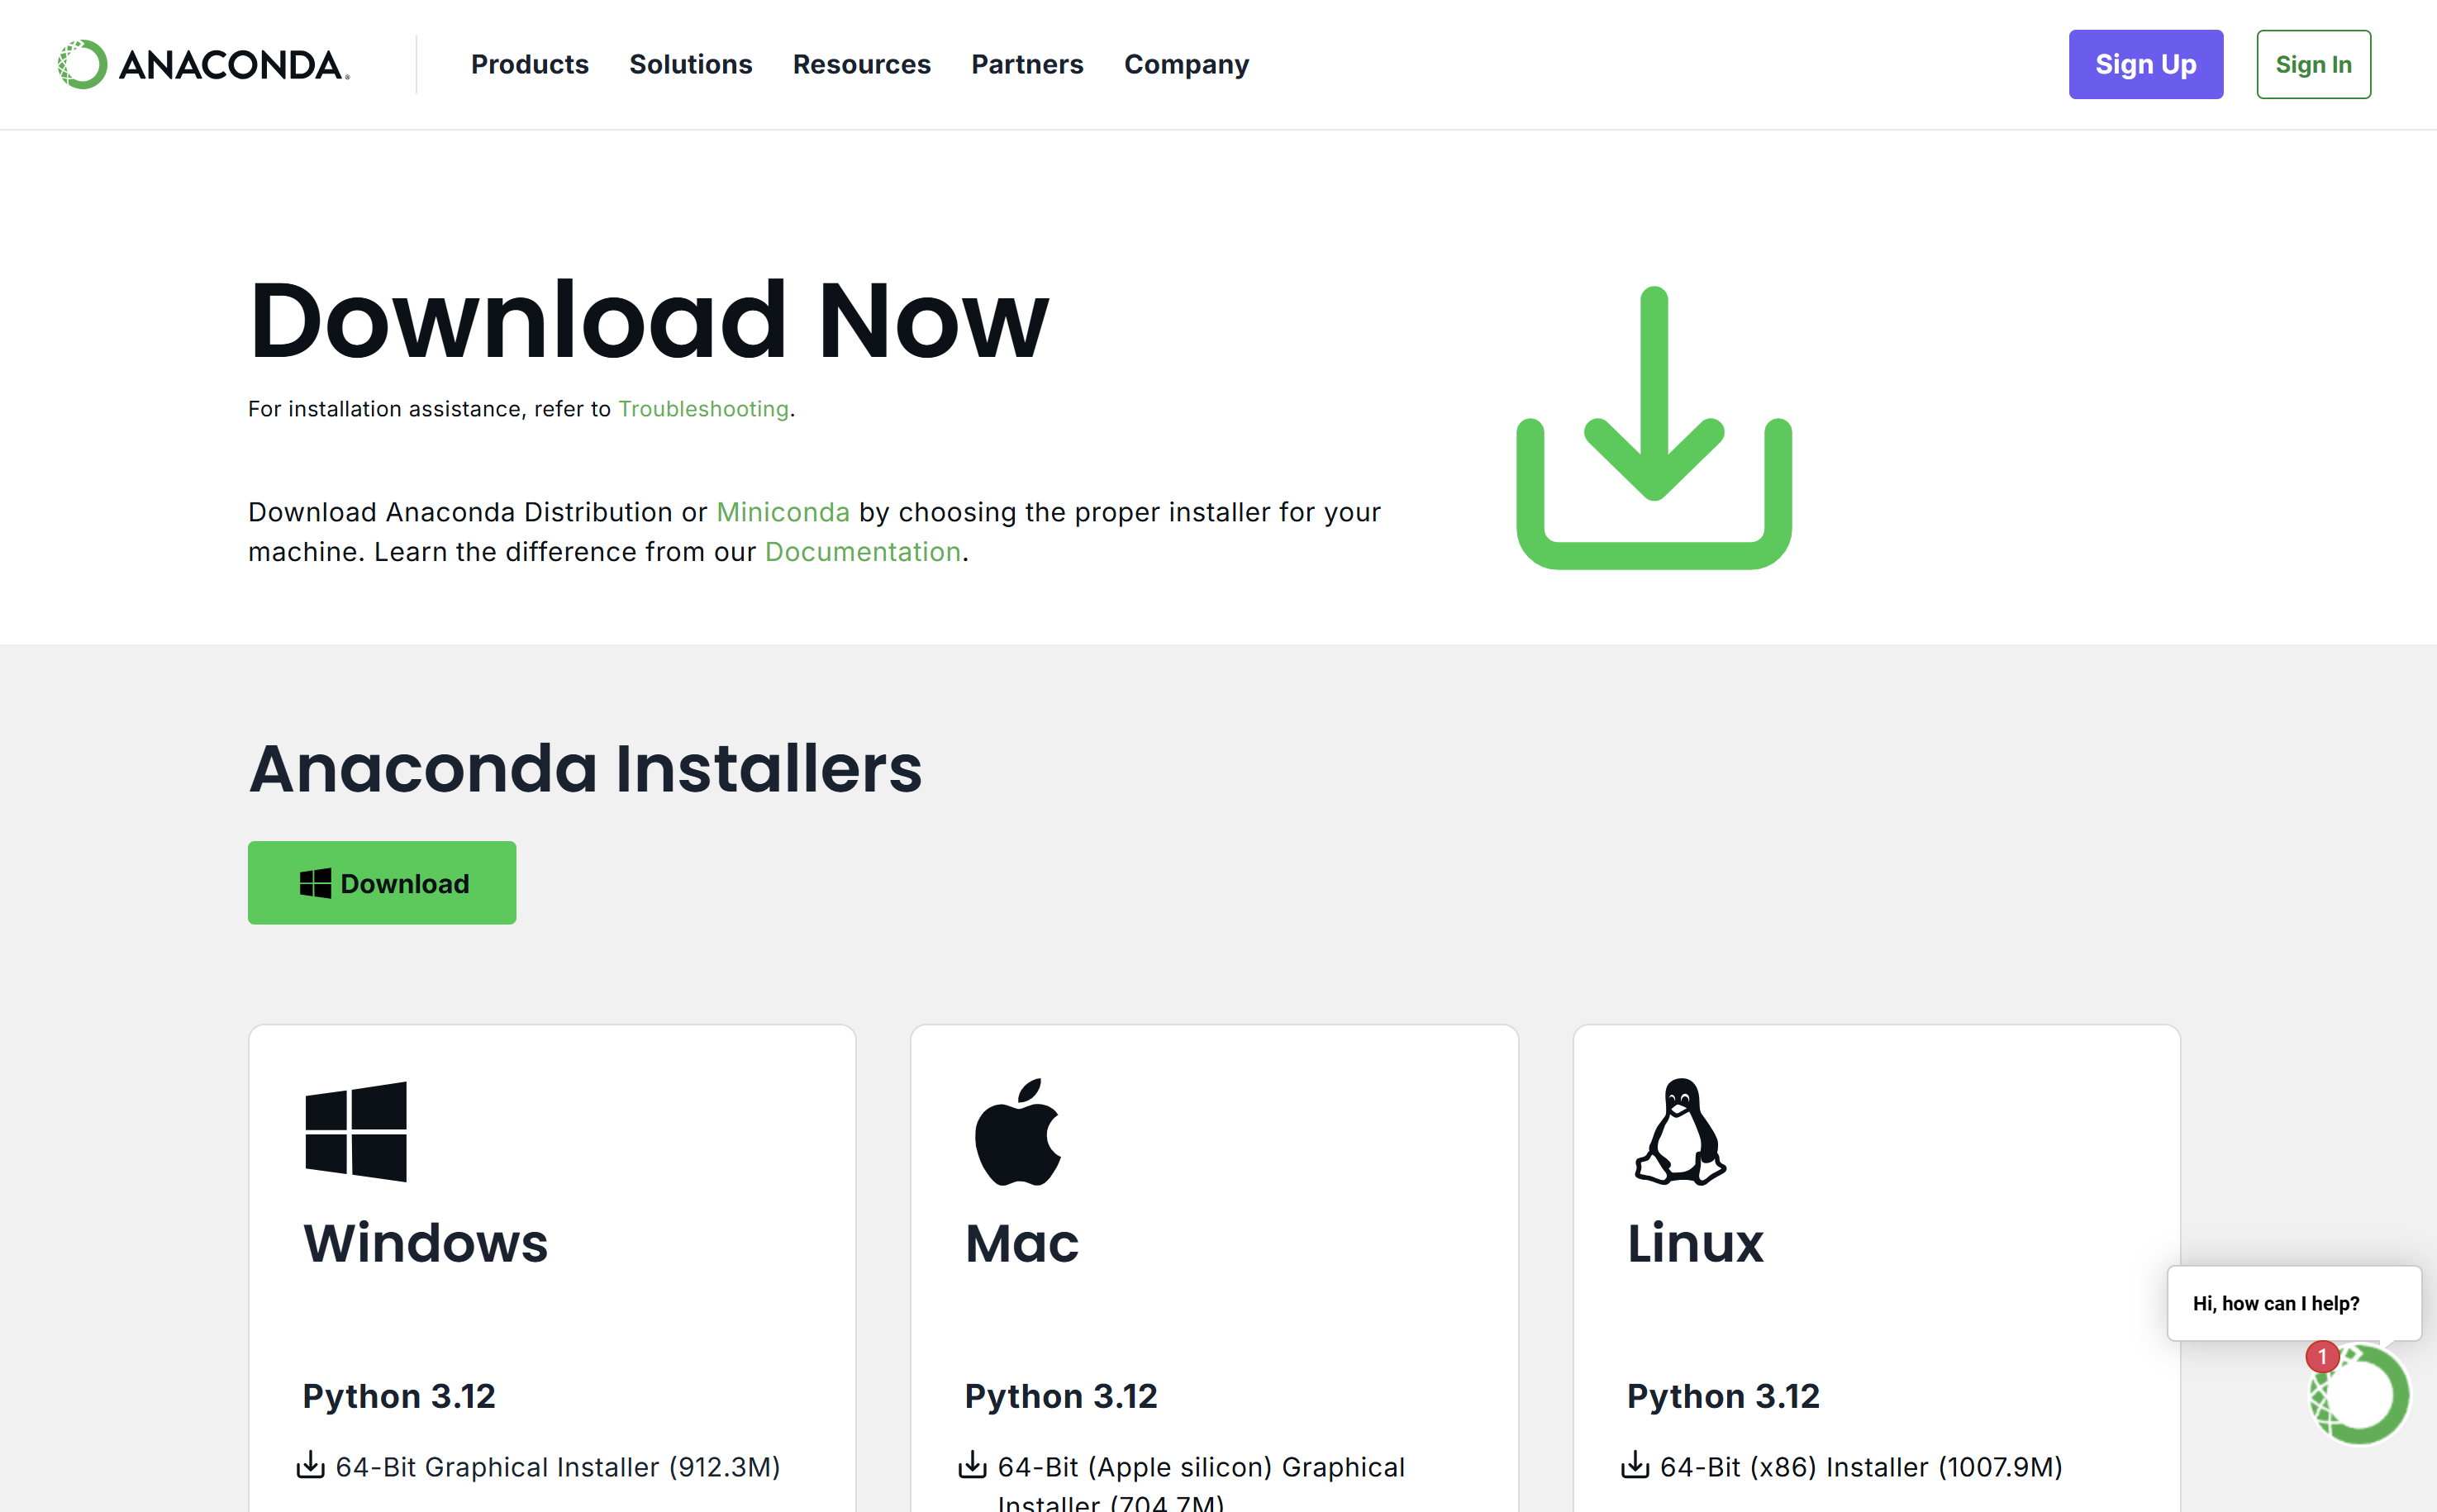 ANACONDA.
Products
Solutions
Resources
Partners
Company
Sign Up
Sign In
Download Now
For installation assistance, refer to Troubleshooting.
Download Anaconda Distribution or Miniconda by choosing the proper installer for your
machine. Learn the difference from our Documentation.
Anaconda Installers
Download
Windows
Python 3.12
64-Bit Graphical Installer (912.3M)
Mac
Python 3.12
64-Bit (Apple silicon) Graphical
Installer (704.7M)
Linux
Python 3.12
64-Bit (x86) Installer (1007.9M)
Hi, how can I help?
1